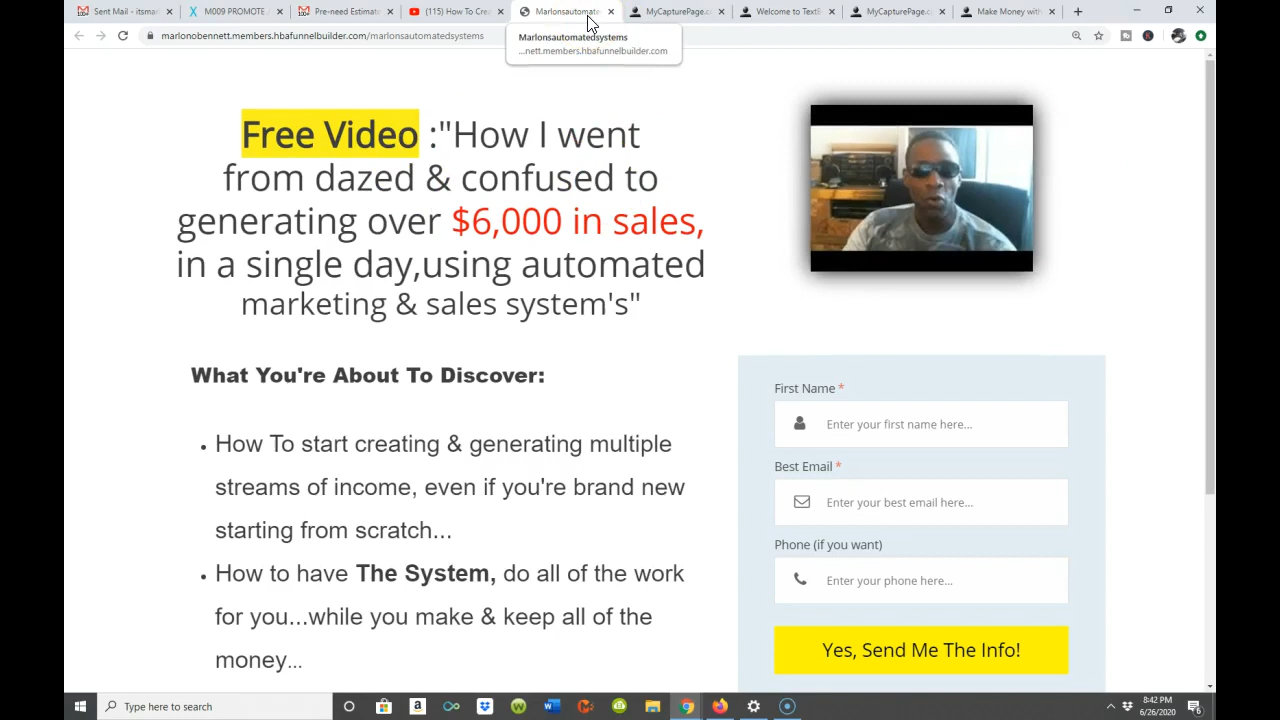 Sent Mail - itsmar
M009 PROMOTE /
Pre-need Estimate
(115) How To Crea
Marlonsautomate
MyCapturePage.c
Welcome to TextB
MyCapturePage.c
Make Money with
marlonobennett.members.hbafunnelbuilder.com/marlonsautomatedsystems
Marlonsautomatedsystems
...nett.members.hbafunnelbuilder.com
Free Video :"How I went
from dazed & confused to
generating over $6,000 in sales,
in a single day,using automated
marketing & sales system's"
What You're About To Discover:
• How To start creating & generating multiple
streams of income, even if you're brand new
starting from scratch...
• How to have The System, do all of the work
for you...while you make & keep all of the
money...
First Name *
Enter your first name here...
Best Email *
Enter your best email here...
Phone (if you want)
Enter your phone here...
Yes, Send Me The Info!
Type here to search
8:42 PM
6/26/2020